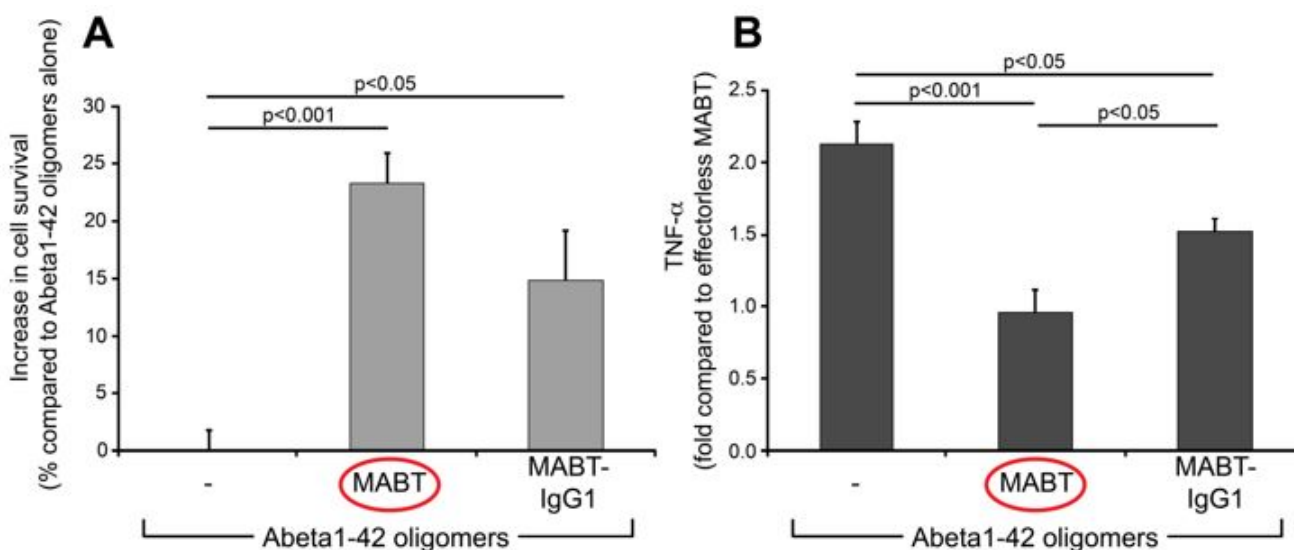 A
Increase in cell survival
(% compared to Abeta1-42 oligomers alone)
p<0.05
p<0.001
30
25
20
15
10
5
0
-
MABT
MABT-
IgG1
Abeta1-42 oligomers
B
TNF-α
(fold compared to effectorless MABT)
p<0.05
p<0.001
p<0.05
2.5
2.0
1.5
1.0
0.5
0.0
-
MABT
MABT-
IgG1
Abeta1-42 oligomers